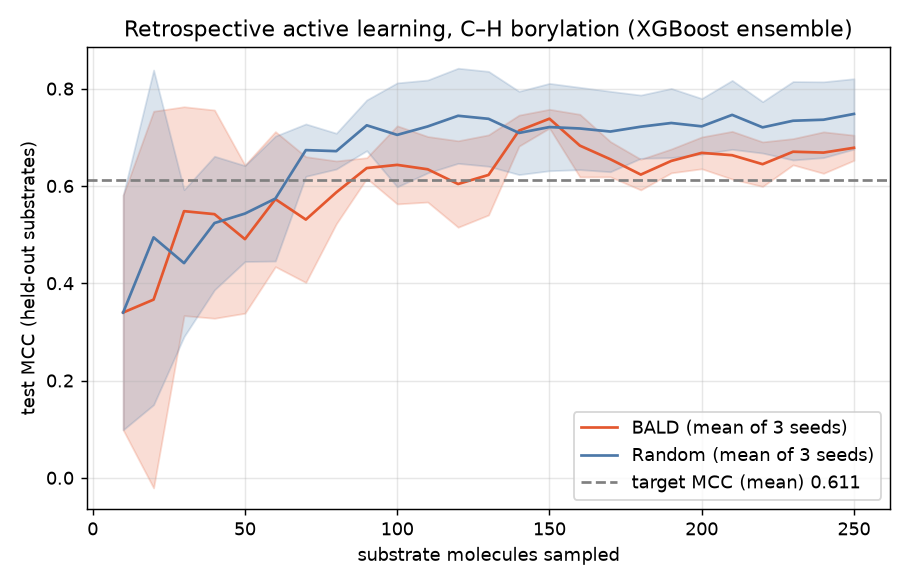 Retrospective active learning, C–H borylation (XGBoost ensemble)
test MCC (held-out substrates)
0.8
0.6
0.4
0.2
0.0
BALD (mean of 3 seeds)
Random (mean of 3 seeds)
target MCC (mean) 0.611
0 50 100 150 200 250
substrate molecules sampled